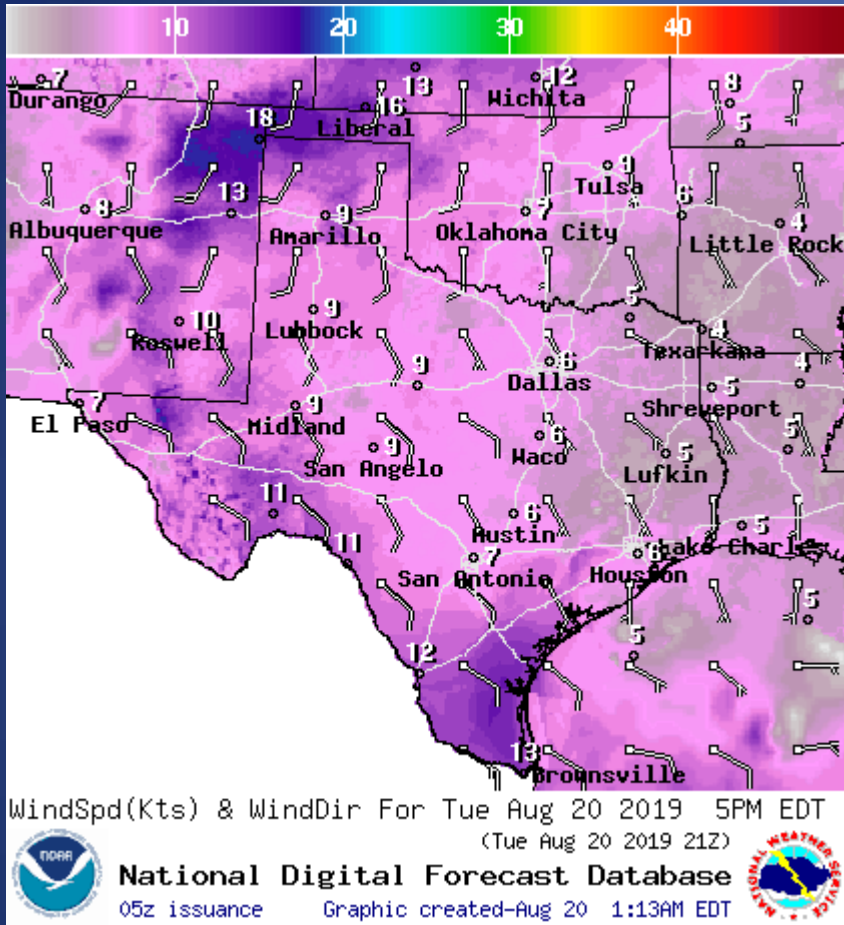 10 20 30 40
7 13 12 8
Durango Wichita
18 16
Liberal 5
13 9 Tulsa 9 6 4
8 7
Albuquerque Amarillo Oklahoma City Little Rock
10 9 5 4
Roswell Lubbock Texarkana
9 6 4
Dallas 5
7 9 Shreveport
El Paso Midland 6 5
9 5
San Angelo Waco Lufkin
11 6 5
Austin Lake Charles
11 7 6
San Antonio Houston
5 5
12
13
Brownsville
WindSpd(Kts) & WindDir For Tue Aug 20 2019 5PM EDT
(Tue Aug 20 2019 21Z)
NOAA
National Digital Forecast Database
05z issuance Graphic created-Aug 20 1:13AM EDT
NATIONAL WEATHER SERVICE